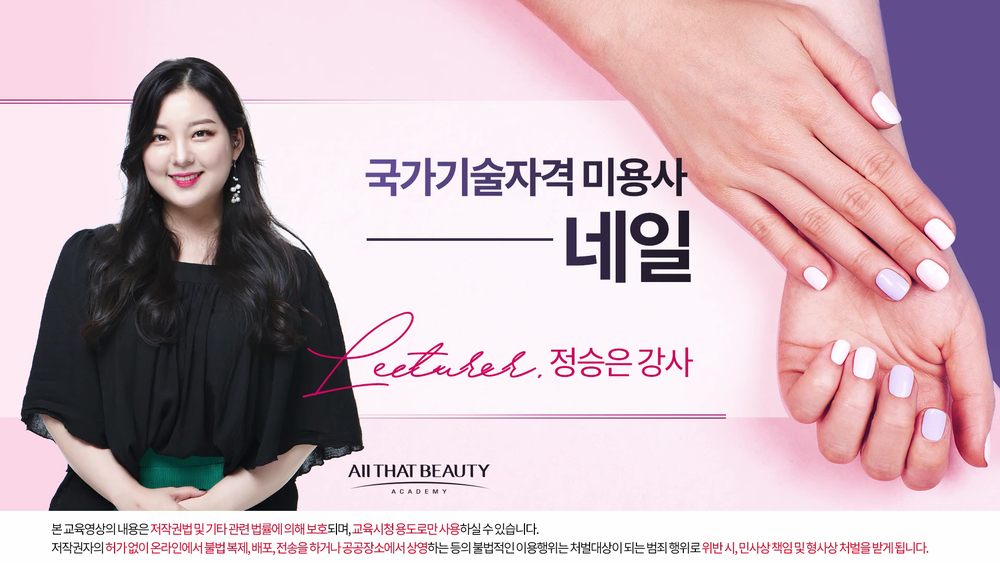 국가기술자격 미용사
네일
Lecturer. 정승은 강사
All THAT BEAUTY
ACADEMY
본 교육영상의 내용은 저작권법 및 기타 관련 법률에 의해 보호되며, 교육시청 용도로만 사용하실 수 있습니다.
저작권자의 허가 없이 온라인에서 불법 복제, 배포, 전송을 하거나 공공장소에서 상영하는 등의 불법적인 이용행위는 처벌대상이 되는 범죄 행위로 위반 시, 민사상 책임 및 형사상 처벌을 받게 됩니다.